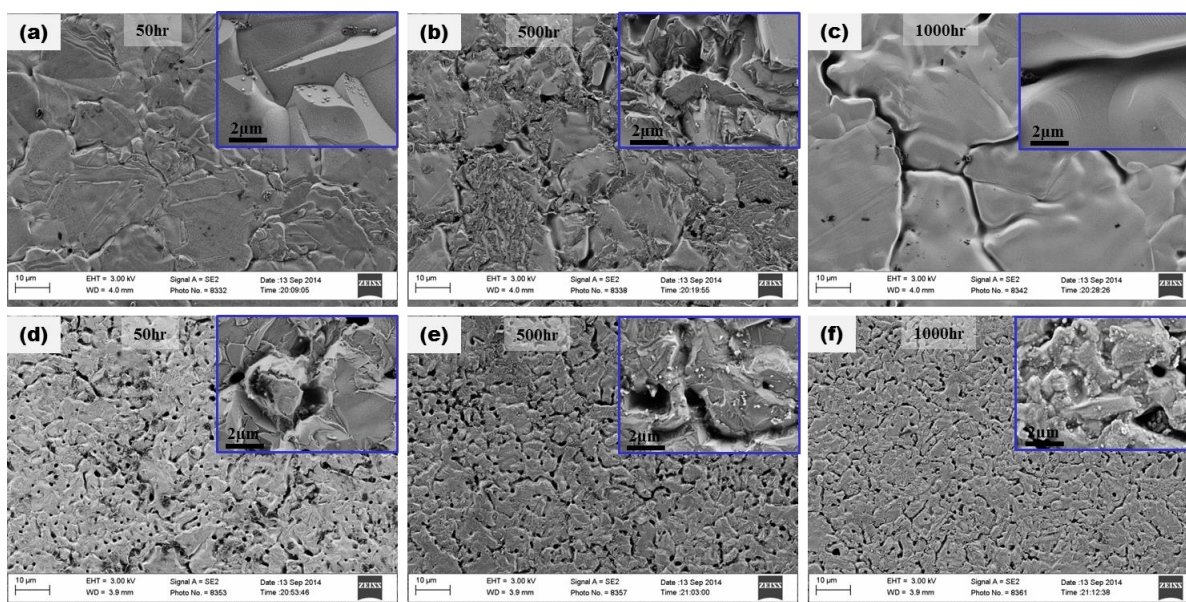 (a) 50hr
2μm
10 μm EHT = 3.00 kV Signal A = SE2 Date :13 Sep 2014
WD = 4.0 mm Photo No. = 8332 Time :20:09:05
ZEISS
(b) 500hr
2μm
10 μm EHT = 3.00 kV Signal A = SE2 Date :13 Sep 2014
WD = 4.0 mm Photo No. = 8338 Time :20:19:55
ZEISS
(c) 1000hr
2μm
10 μm EHT = 3.00 kV Signal A = SE2 Date :13 Sep 2014
WD = 4.0 mm Photo No. = 8342 Time :20:28:26
ZEISS
(d) 50hr
2μm
10 μm EHT = 3.00 kV Signal A = SE2 Date :13 Sep 2014
WD = 3.9 mm Photo No. = 8353 Time :20:53:46
ZEISS
(e) 500hr
2μm
10 μm EHT = 3.00 kV Signal A = SE2 Date :13 Sep 2014
WD = 3.9 mm Photo No. = 8357 Time :21:03:00
ZEISS
(f) 1000hr
2μm
10 μm EHT = 3.00 kV Signal A = SE2 Date :13 Sep 2014
WD = 3.9 mm Photo No. = 8361 Time :21:12:38
ZEISS